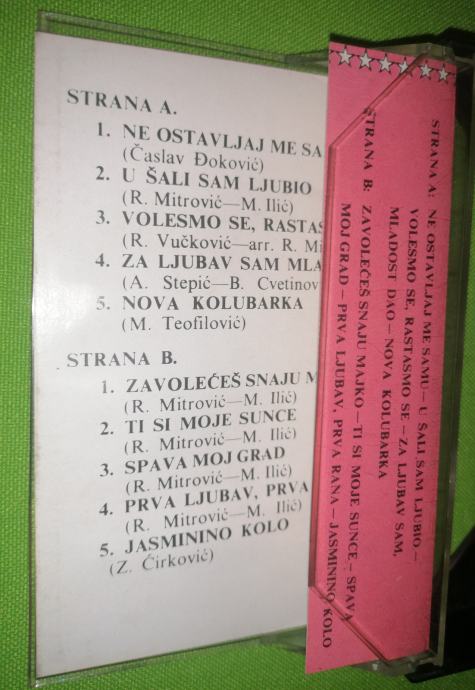 STRANA A.
1. NE OSTAVLJAJ ME SA
(Časlav Đoković)
2. U ŠALI SAM LJUBIO
(R. Mitrović—M. Ilić)
3. VOLESMO SE, RASTAS
(R. Vučković—arr. R. Mi
4. ZA LJUBAV SAM MLA
(A. Stepić—B. Cvetinov
5. NOVA KOLUBARKA
(M. Teofilović)
STRANA B.
1. ZAVOLEĆEŠ SNAJU M
(R. Mitrović—M. Ilić)
2. TI SI MOJE SUNCE
(R. Mitrović—M. Ilić)
3. SPAVA MOJ GRAD
(R. Mitrović—M. Ilić)
4. PRVA LJUBAV, PRVA
(R. Mitrović—M. Ilić)
5. JASMININO KOLO
(Z. Ćirković)
STRANA A: NE OSTAVLJAJ ME SAMU – U ŠALI SAM LJUBIO –
VOLESMO SE, RASTASMO SE – ZA LJUBAV SAM,
MLADOST DAO – NOVA KOLUBARKA
STRANA B: ZAVOLEĆEŠ SNAJU MAJKO – TI SI MOJE SUNCE – SPAVA
MOJ GRAD – PRVA LJUBAV, PRVA RANA – JASMININO KOLO